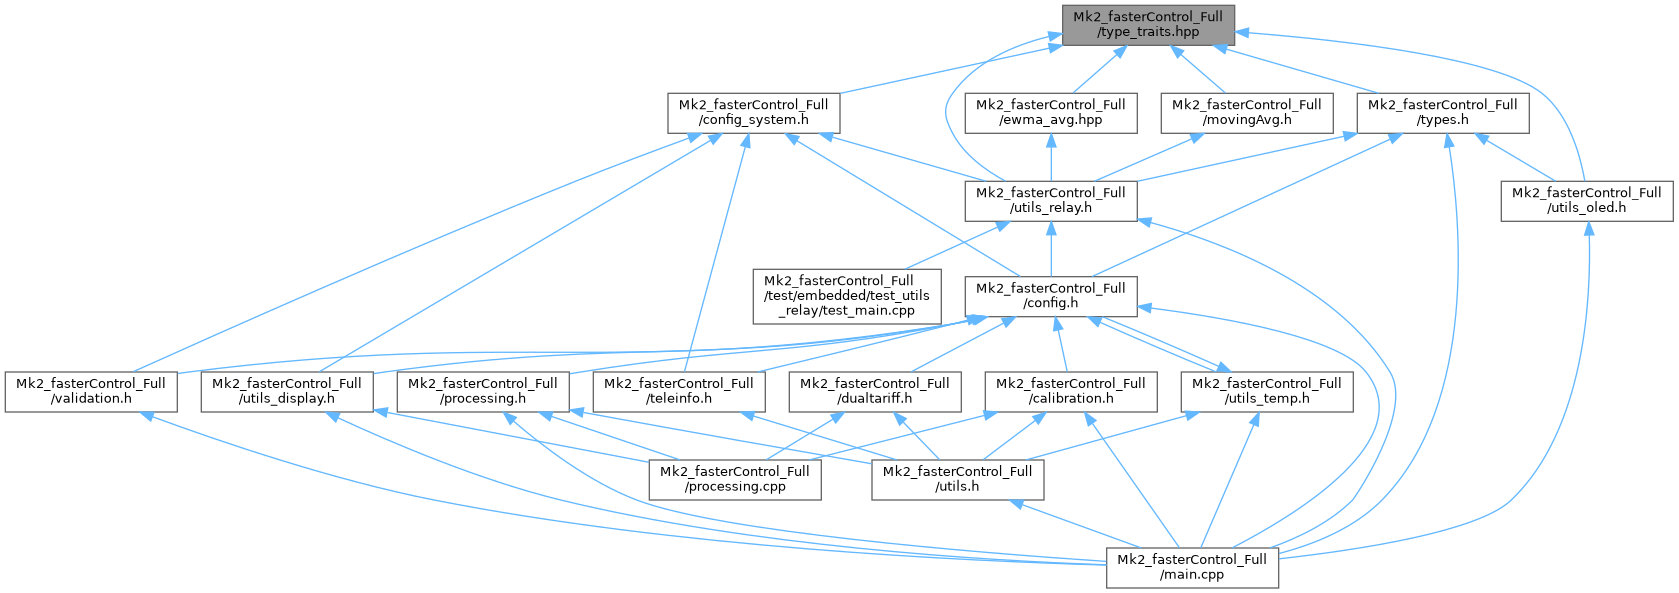 Mk2_fasterControl_Full
/type_traits.hpp
Mk2_fasterControl_Full
/config_system.h
Mk2_fasterControl_Full
/ewma_avg.hpp
Mk2_fasterControl_Full
/movingAvg.h
Mk2_fasterControl_Full
/types.h
Mk2_fasterControl_Full
/utils_relay.h
Mk2_fasterControl_Full
/utils_oled.h
Mk2_fasterControl_Full
/test/embedded/test_utils
_relay/test_main.cpp
Mk2_fasterControl_Full
/config.h
Mk2_fasterControl_Full
/validation.h
Mk2_fasterControl_Full
/utils_display.h
Mk2_fasterControl_Full
/processing.h
Mk2_fasterControl_Full
/teleinfo.h
Mk2_fasterControl_Full
/dualtariff.h
Mk2_fasterControl_Full
/calibration.h
Mk2_fasterControl_Full
/utils_temp.h
Mk2_fasterControl_Full
/processing.cpp
Mk2_fasterControl_Full
/utils.h
Mk2_fasterControl_Full
/main.cpp